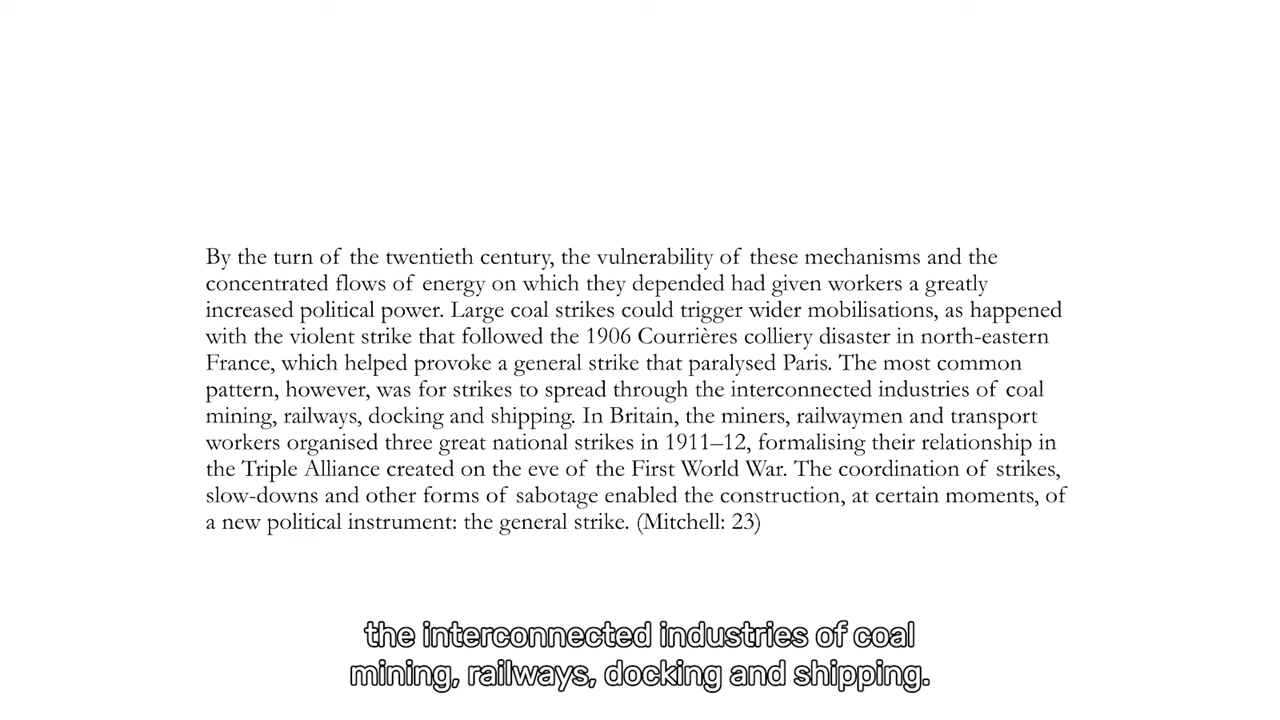 By the turn of the twentieth century, the vulnerability of these mechanisms and the
concentrated flows of energy on which they depended had given workers a greatly
increased political power. Large coal strikes could trigger wider mobilisations, as happened
with the violent strike that followed the 1906 Courrières colliery disaster in north-eastern
France, which helped provoke a general strike that paralysed Paris. The most common
pattern, however, was for strikes to spread through the interconnected industries of coal
mining, railways, docking and shipping. In Britain, the miners, railwaymen and transport
workers organised three great national strikes in 1911–12, formalising their relationship in
the Triple Alliance created on the eve of the First World War. The coordination of strikes,
slow-downs and other forms of sabotage enabled the construction, at certain moments, of
a new political instrument: the general strike. (Mitchell: 23)
the interconnected industries of coal
mining, railways, docking and shipping.